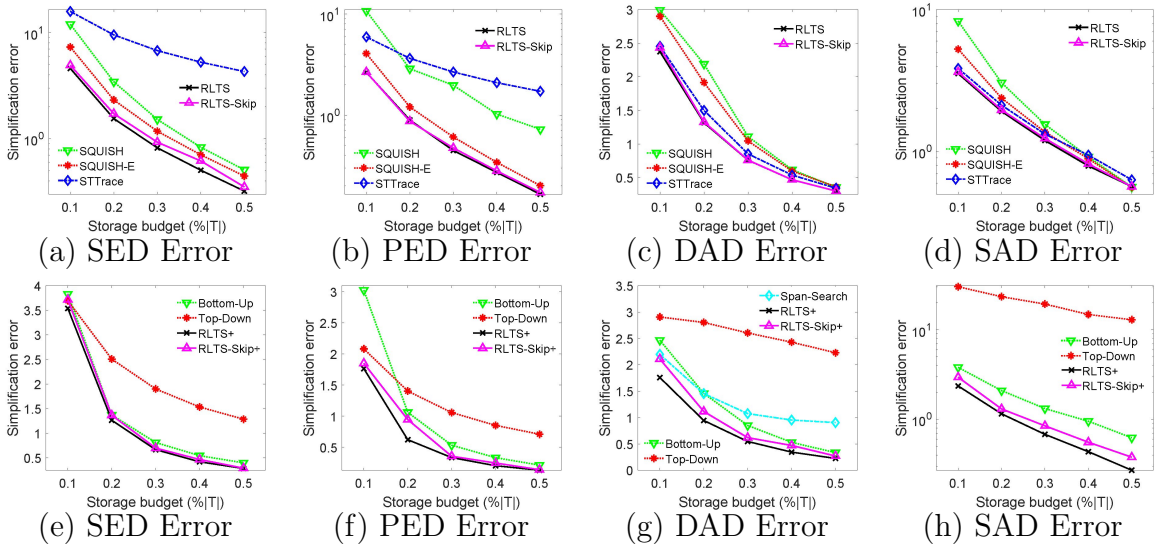 10^1
10^0
Simplification error
RLTS
RLTS-Skip
SQUISH
SQUISH-E
STTrace
0.1 0.2 0.3 0.4 0.5
Storage budget (%|T|)
(a) SED Error
10^0
Simplification error
RLTS
RLTS-Skip
SQUISH
SQUISH-E
STTrace
0.1 0.2 0.3 0.4 0.5
Storage budget (%|T|)
(b) PED Error
3
2.5
2
1.5
1
0.5
Simplification error
RLTS
RLTS-Skip
SQUISH
SQUISH-E
STTrace
0.1 0.2 0.3 0.4 0.5
Storage budget (%|T|)
(c) DAD Error
10^1
10^0
Simplification error
RLTS
RLTS-Skip
SQUISH
SQUISH-E
STTrace
0.1 0.2 0.3 0.4 0.5
Storage budget (%|T|)
(d) SAD Error
4
3.5
3
2.5
2
1.5
1
0.5
Simplification error
Bottom-Up
Top-Down
RLTS+
RLTS-Skip+
0.1 0.2 0.3 0.4 0.5
Storage budget (%|T|)
(e) SED Error
3
2.5
2
1.5
1
0.5
Simplification error
Bottom-Up
Top-Down
RLTS+
RLTS-Skip+
0.1 0.2 0.3 0.4 0.5
Storage budget (%|T|)
(f) PED Error
3.5
3
2.5
2
1.5
1
0.5
0
Simplification error
Span-Search
RLTS+
RLTS-Skip+
Bottom-Up
Top-Down
0.1 0.2 0.3 0.4 0.5
Storage budget (%|T|)
(g) DAD Error
10^1
10^0
Simplification error
Bottom-Up
Top-Down
RLTS+
RLTS-Skip+
0.1 0.2 0.3 0.4 0.5
Storage budget (%|T|)
(h) SAD Error